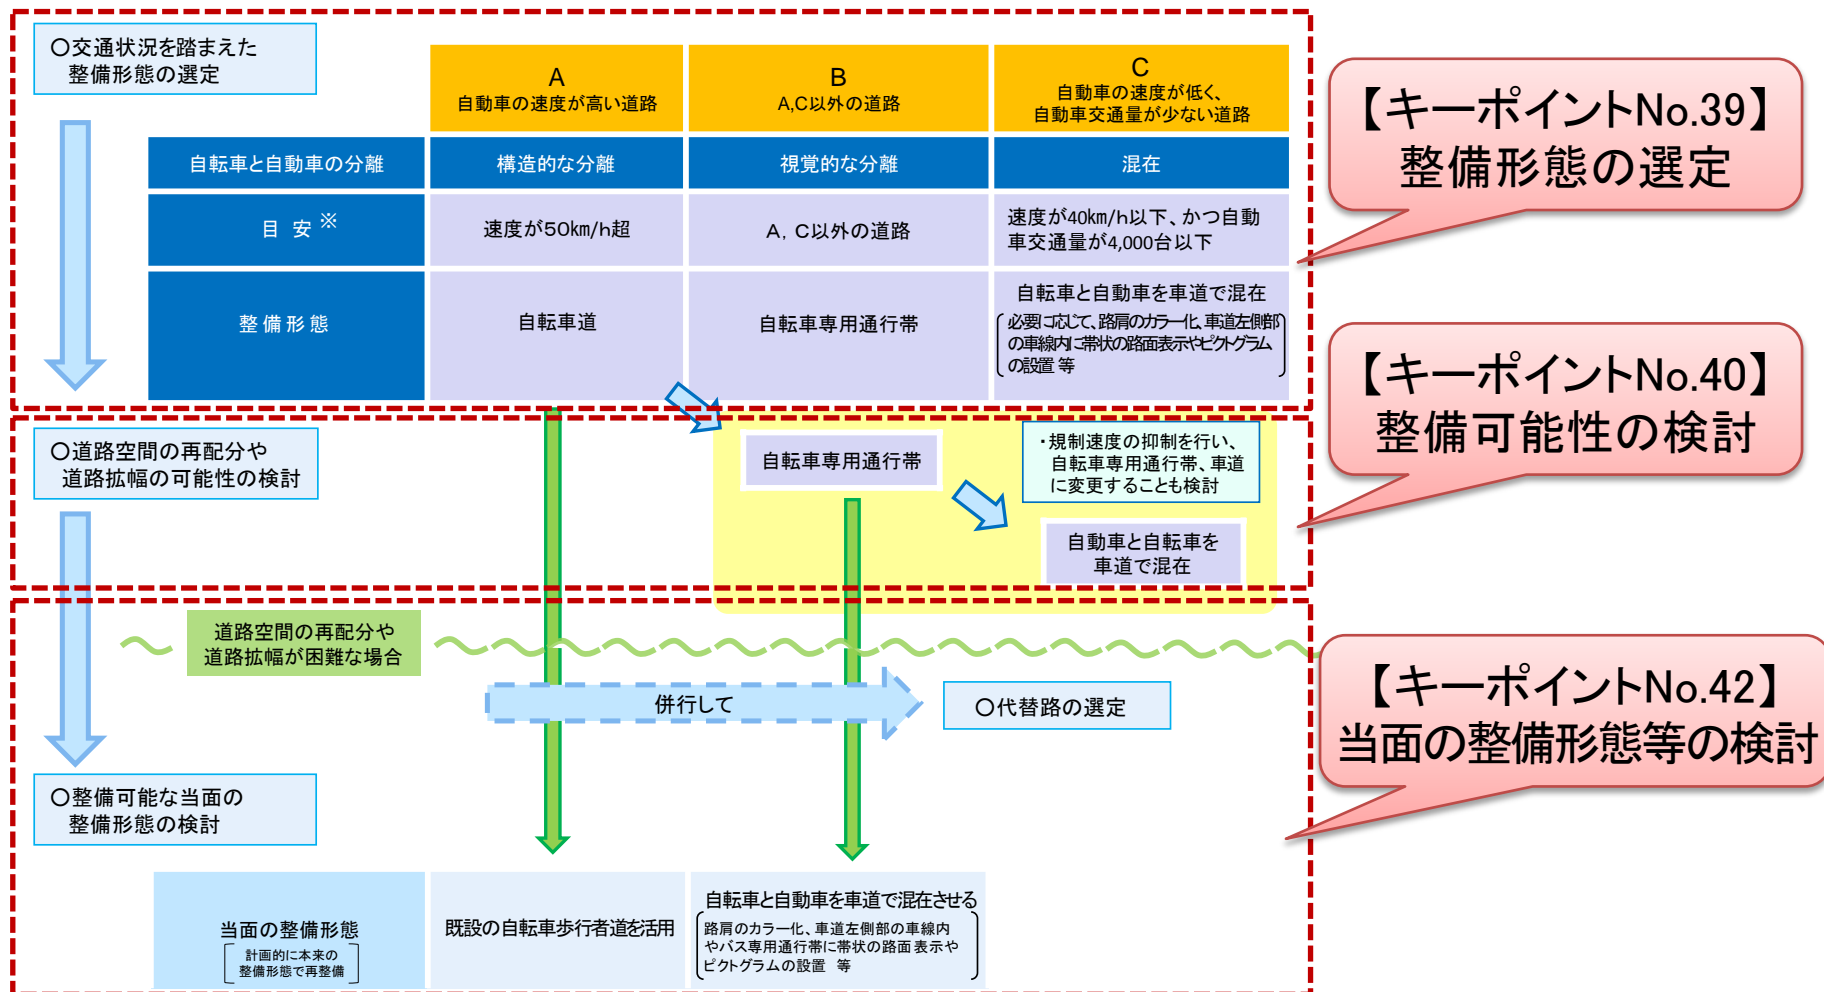 ○交通状況を踏まえた
整備形態の選定
A
自動車の速度が高い道路
B
A,C以外の道路
C
自動車の速度が低く、
自動車交通量が少ない道路
自転車と自動車の分離
構造的な分離
視覚的な分離
混在
目 安※
速度が50km/h超
A，C以外の道路
速度が40km/h以下、かつ自動
車交通量が4,000台以下
整備形態
自転車道
自転車専用通行帯
自転車と自動車を車道で混在
必要に応じて、路肩のカラー化、車道左側部
の車線内に帯状の路面表示やピクトグラム
の設置 等
【キーポイントNo.39】
整備形態の選定
○道路空間の再配分や
道路拡幅の可能性の検討
自転車専用通行帯
・規制速度の抑制を行い、
自転車専用通行帯、車道
に変更することも検討
自動車と自転車を
車道で混在
【キーポイントNo.40】
整備可能性の検討
道路空間の再配分や
道路拡幅が困難な場合
併行して
○代替路の選定
【キーポイントNo.42】
当面の整備形態等の検討
○整備可能な当面の
整備形態の検討
当面の整備形態
計画的に本来の
整備形態で再整備
既設の自転車歩行者道を活用
自転車と自動車を車道で混在させる
路肩のカラー化、車道左側部の車線内
やバス専用通行帯に帯状の路面表示や
ピクトグラムの設置 等